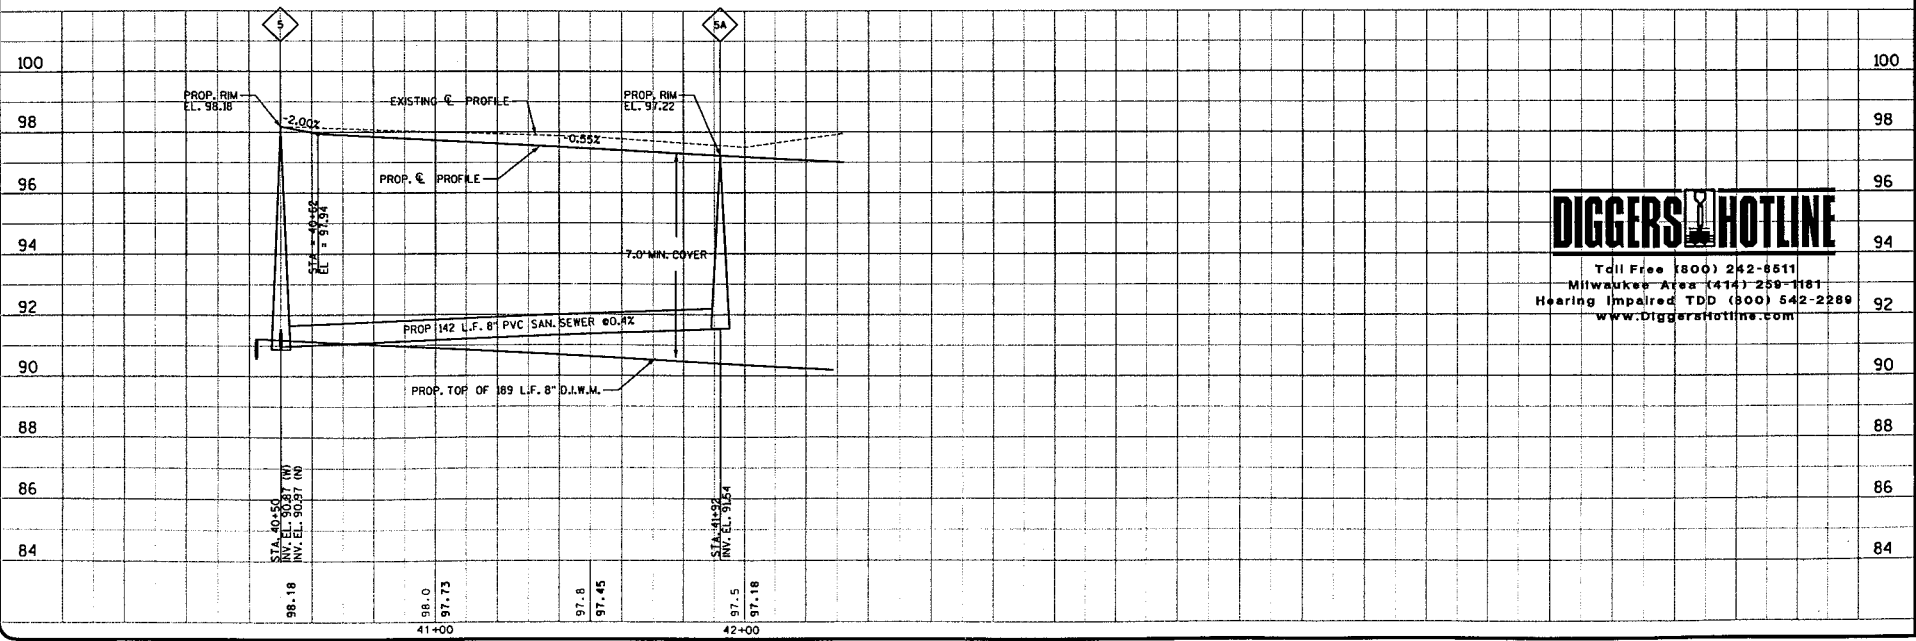 5
5A
100
100
PROP. RIM
EL. 98.18
EXISTING ℄ PROFILE
PROP. RIM
EL. 97.22
98
-2.00%
-0.55%
98
PROP. ℄ PROFILE
96
96
STA = 40+62
EL = 97.94
DIGGERS HOTLINE
94
7.0' MIN. COVER
94
Toll Free (800) 242-8511
Milwaukee Area (414) 259-1181
Hearing Impaired TDD (800) 542-2289
www.DiggersHotline.com
92
92
PROP 142 L.F. 8" PVC SAN. SEWER @0.4%
90
90
PROP. TOP OF 189 L.F. 8" D.I.W.M.
88
88
86
86
84
84
STA. 40+50
INV. EL. 90.87 (W)
INV. EL. 90.97 (N)
STA. 41+92
INV. EL. 91.54
98.18
98.0
97.73
97.8
97.45
97.5
97.18
41+00
42+00